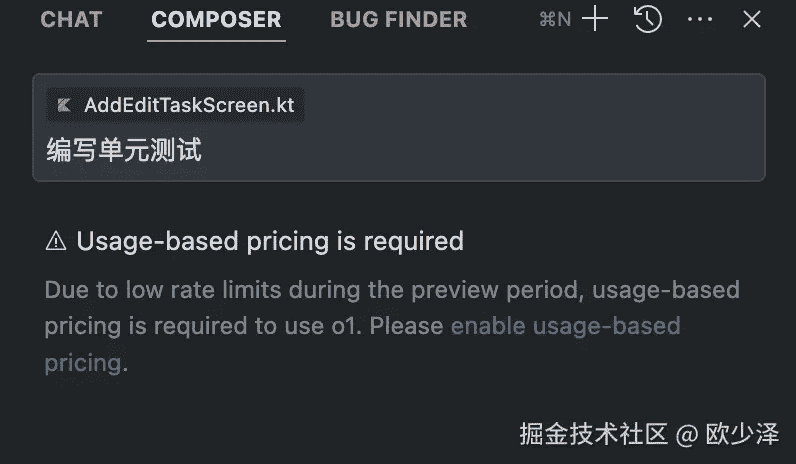 CHAT COMPOSER BUG FINDER ⌘N
AddEditTaskScreen.kt
编写单元测试
Usage-based pricing is required
Due to low rate limits during the preview period, usage-based
pricing is required to use o1. Please enable usage-based
pricing.
掘金技术社区 @ 欧少泽